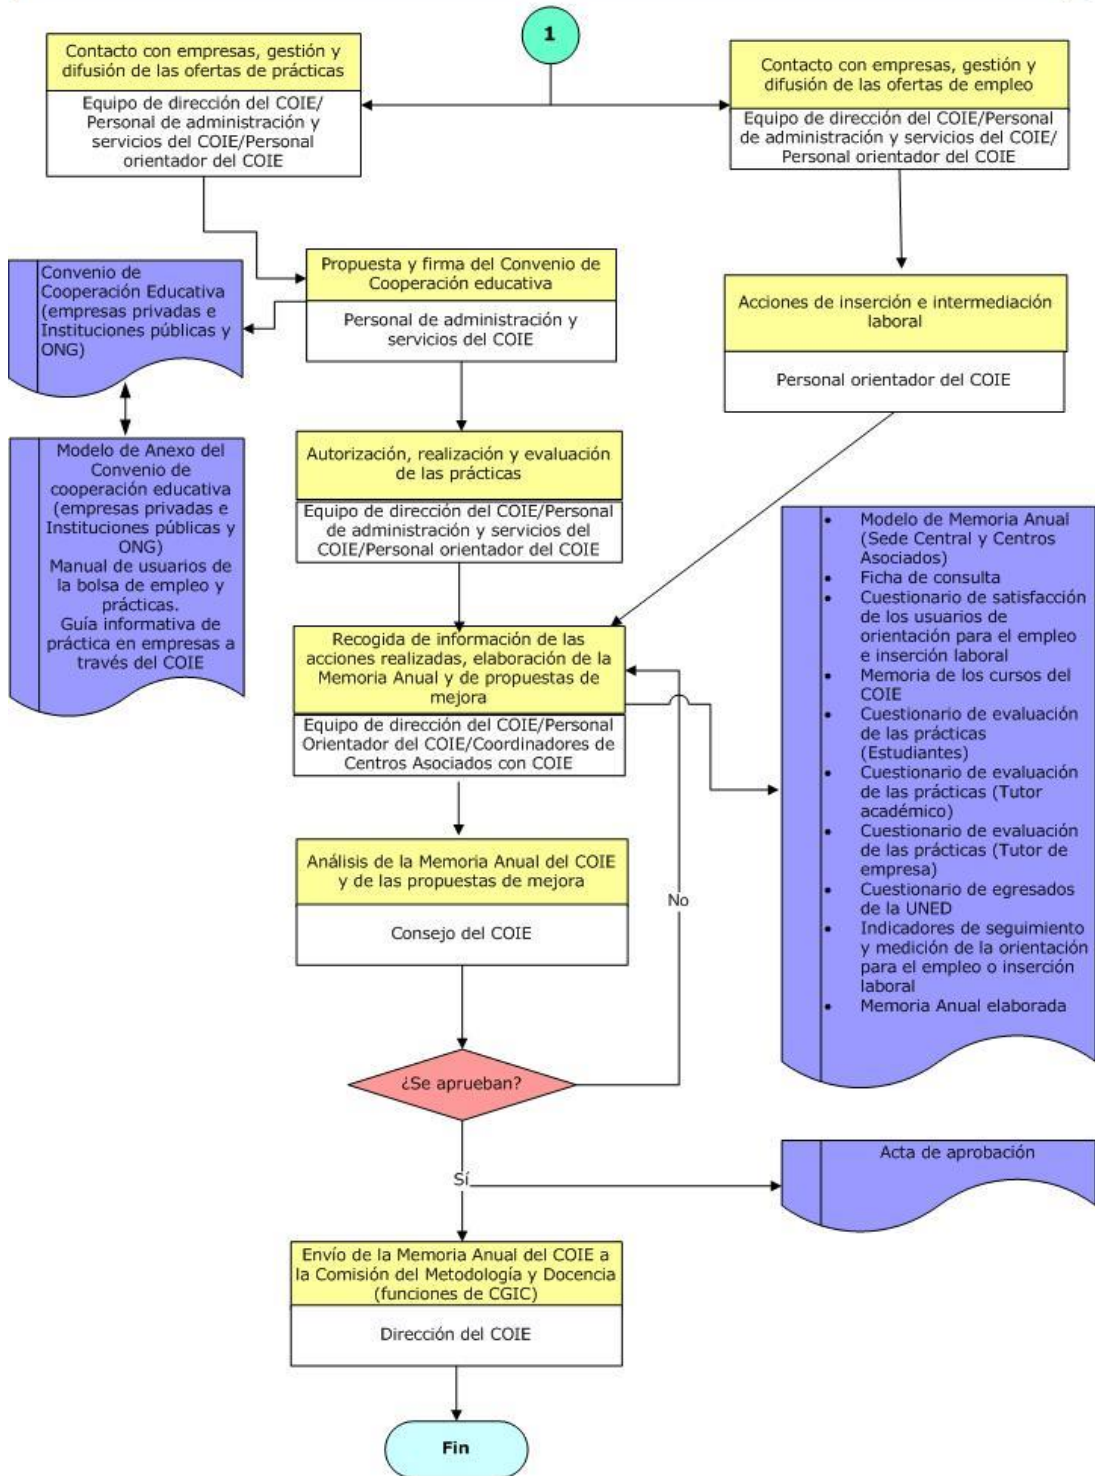 1
Contacto con empresas, gestión y
difusión de las ofertas de prácticas
Equipo de dirección del COIE/
Personal de administración y
servicios del COIE/Personal
orientador del COIE
Contacto con empresas, gestión y
difusión de las ofertas de empleo
Equipo de dirección del COIE/Personal
de administración y servicios del COIE/
Personal orientador del COIE
Convenio de
Cooperación Educativa
(empresas privadas e
Instituciones públicas y
ONG)
Propuesta y firma del Convenio de
Cooperación educativa
Personal de administración y
servicios del COIE
Acciones de inserción e intermediación
laboral
Personal orientador del COIE
Modelo de Anexo del
Convenio de
cooperación educativa
(empresas privadas e
Instituciones públicas y
ONG)
Manual de usuarios de
la bolsa de empleo y
prácticas.
Guía informativa de
práctica en empresas a
través del COIE
Autorización, realización y evaluación
de las prácticas
Equipo de dirección del COIE/Personal
de administración y servicios del
COIE/Personal orientador del COIE
Recogida de información de las
acciones realizadas, elaboración de la
Memoria Anual y de propuestas de
mejora
Equipo de dirección del COIE/Personal
Orientador del COIE/Coordinadores de
Centros Asociados con COIE
• Modelo de Memoria Anual
(Sede Central y Centros
Asociados)
• Ficha de consulta
• Cuestionario de satisfacción
de los usuarios de
orientación para el empleo
e inserción laboral
• Memoria de los cursos del
COIE
• Cuestionario de evaluación
de las prácticas
(Estudiantes)
• Cuestionario de evaluación
de las prácticas (Tutor
académico)
• Cuestionario de evaluación
de las prácticas (Tutor de
empresa)
• Cuestionario de egresados
de la UNED
• Indicadores de seguimiento
y medición de la orientación
para el empleo o inserción
laboral
• Memoria Anual elaborada
Análisis de la Memoria Anual del COIE
y de las propuestas de mejora
Consejo del COIE
No
¿Se aprueban?
Sí
Acta de aprobación
Envío de la Memoria Anual del COIE a
la Comisión del Metodología y Docencia
(funciones de CGIC)
Dirección del COIE
Fin